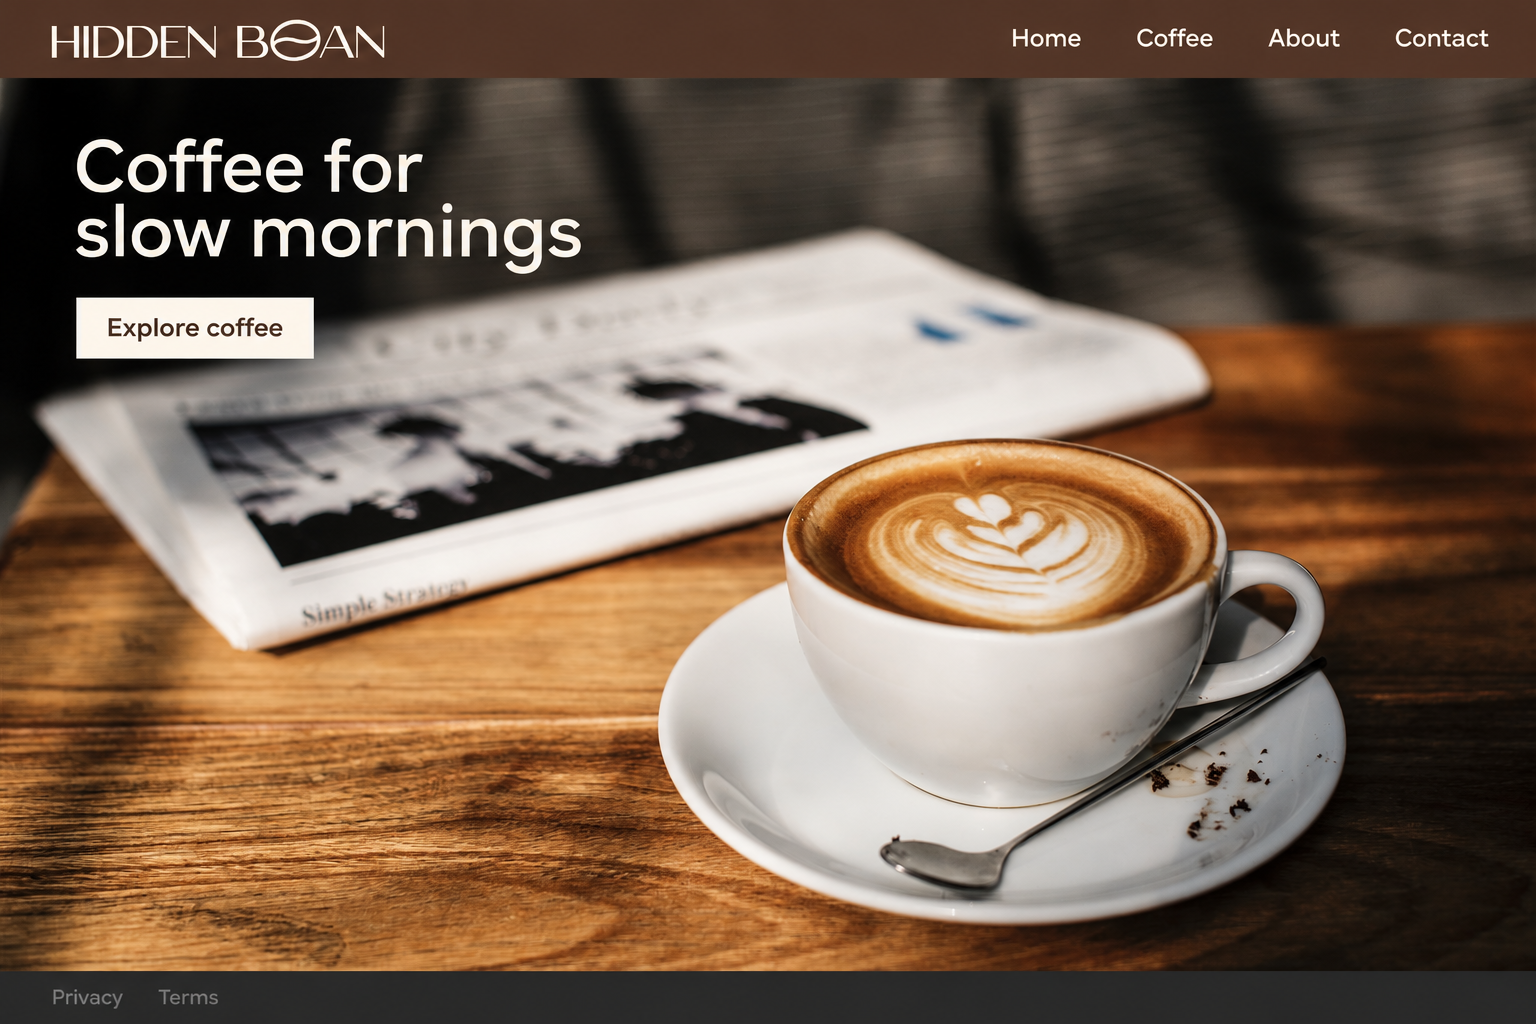 HIDDEN BEAN
Home Coffee About Contact
Coffee for
slow mornings
Explore coffee
Simple Strategy
Privacy Terms